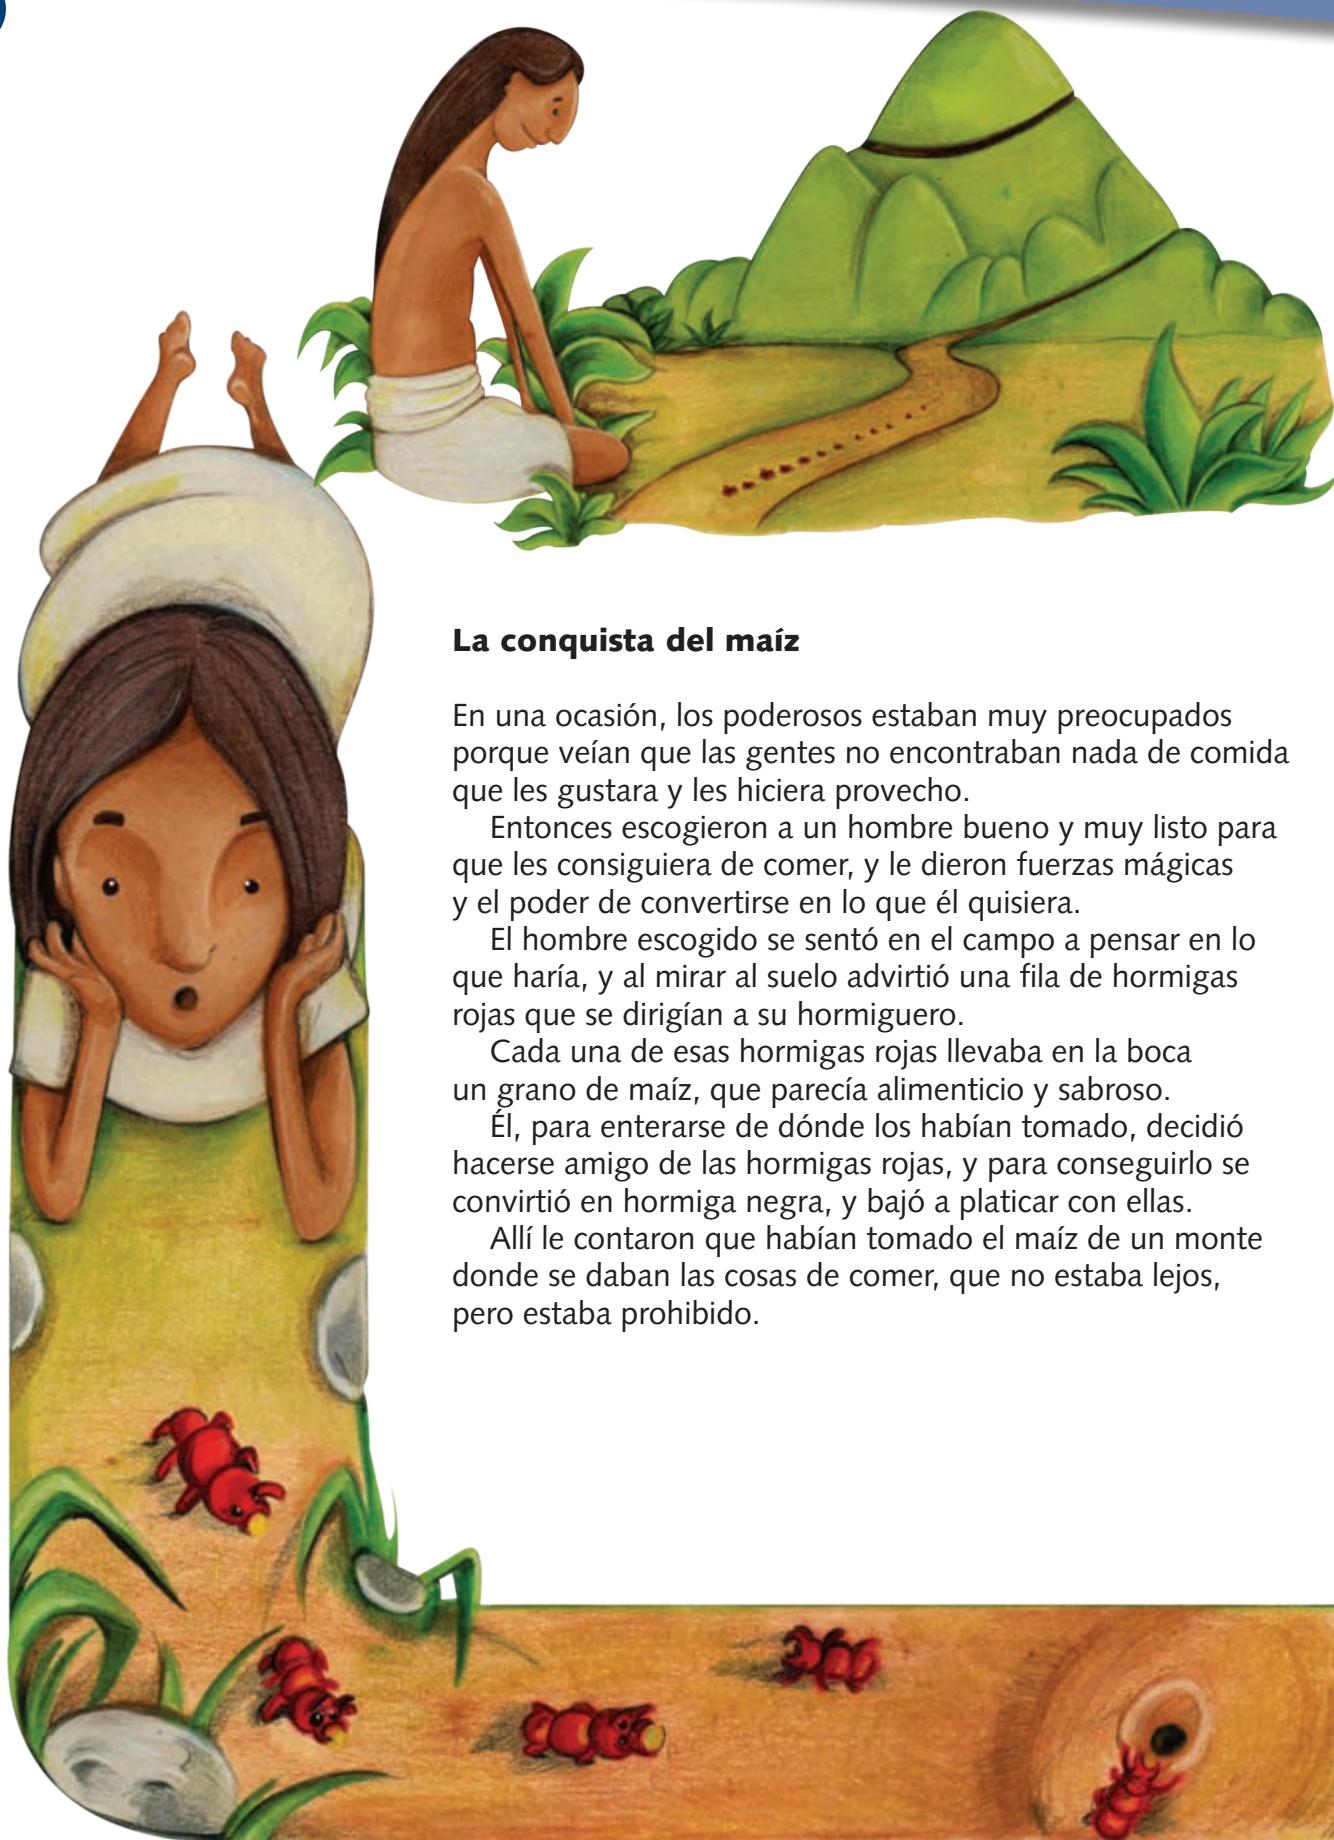 La conquista del maíz
En una ocasión, los poderosos estaban muy preocupados
porque veían que las gentes no encontraban nada de comida
que les gustara y les hiciera provecho.
Entonces escogieron a un hombre bueno y muy listo para
que les consiguiera de comer, y le dieron fuerzas mágicas
y el poder de convertirse en lo que él quisiera.
El hombre escogido se sentó en el campo a pensar en lo
que haría, y al mirar al suelo advirtió una fila de hormigas
rojas que se dirigían a su hormiguero.
Cada una de esas hormigas rojas llevaba en la boca
un grano de maíz, que parecía alimenticio y sabroso.
Él, para enterarse de dónde los habían tomado, decidió
hacerse amigo de las hormigas rojas, y para conseguirlo se
convirtió en hormiga negra, y bajó a platicar con ellas.
Allí le contaron que habían tomado el maíz de un monte
donde se daban las cosas de comer, que no estaba lejos,
pero estaba prohibido.